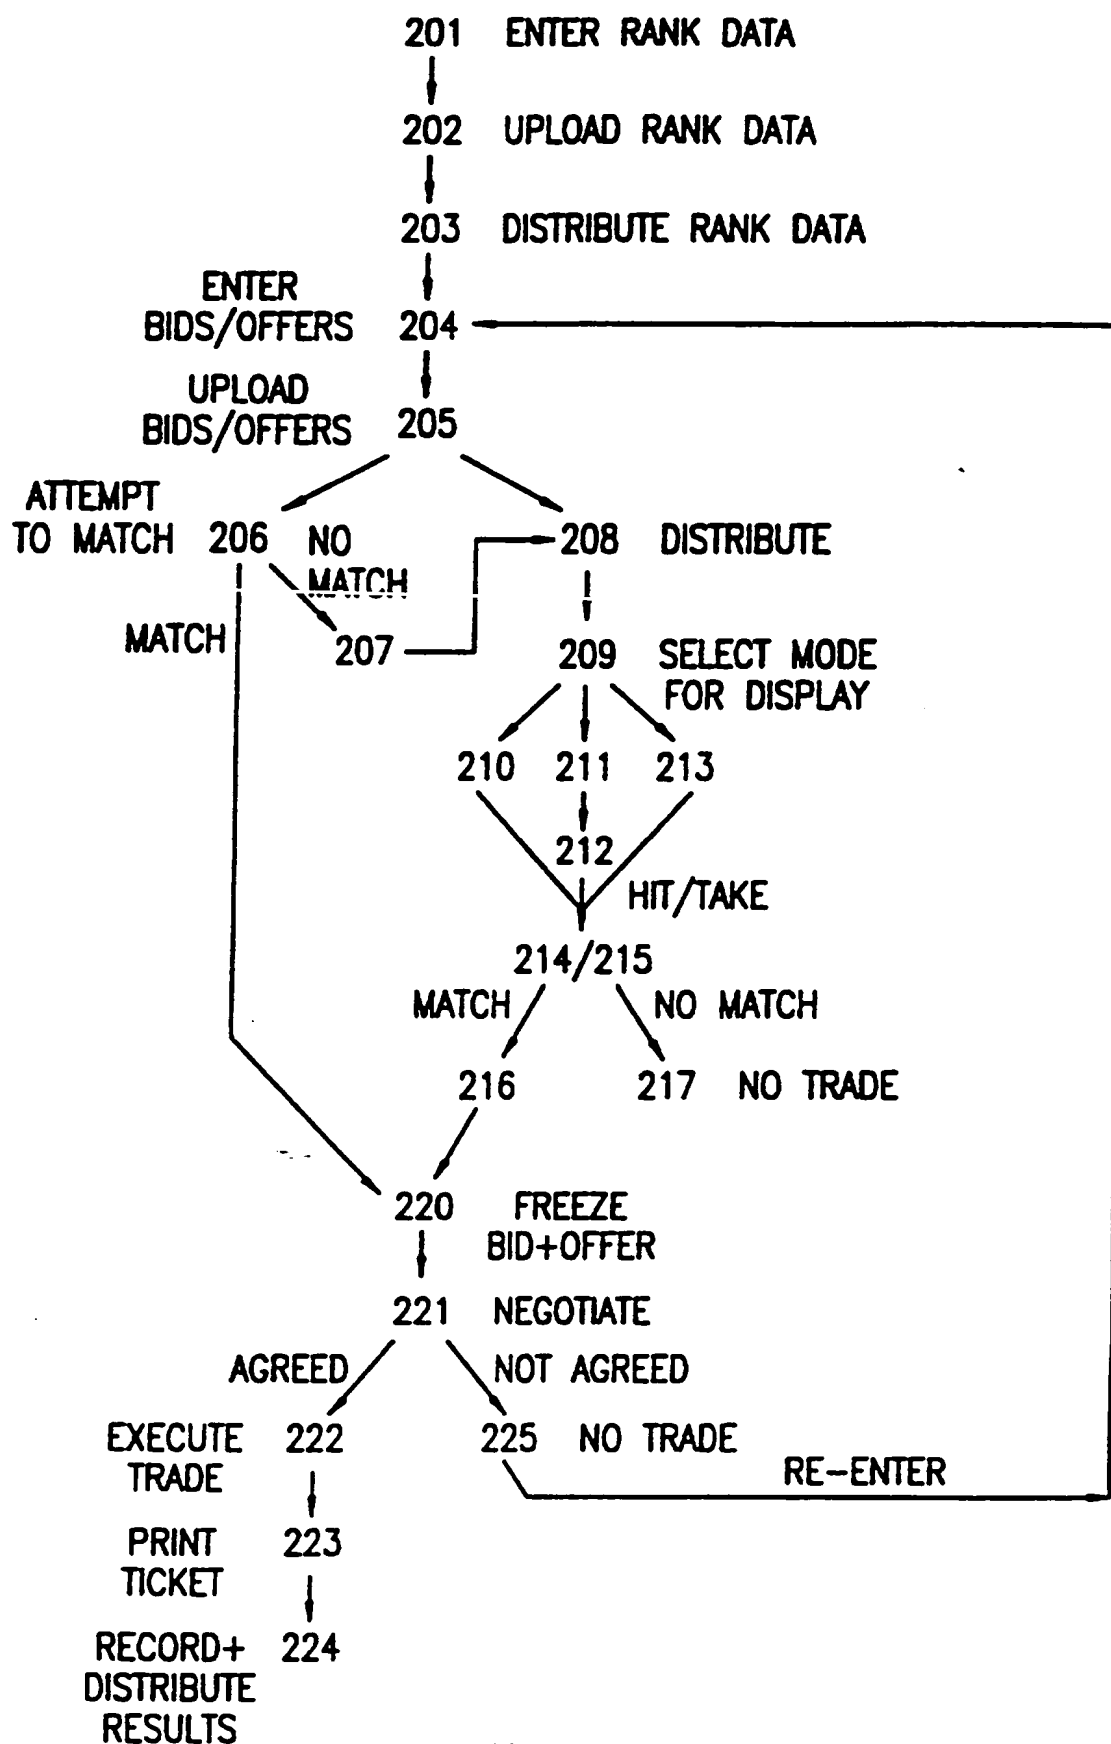 201 ENTER RANK DATA
202 UPLOAD RANK DATA
203 DISTRIBUTE RANK DATA
ENTER
BIDS/OFFERS 204
UPLOAD
BIDS/OFFERS 205
ATTEMPT
TO MATCH 206 NO
MATCH
208 DISTRIBUTE
MATCH
207
209 SELECT MODE
FOR DISPLAY
210 211 213
212
HIT/TAKE
214/215
MATCH NO MATCH
216 217 NO TRADE
220 FREEZE
BID+OFFER
221 NEGOTIATE
AGREED NOT AGREED
EXECUTE 222
TRADE
225 NO TRADE
RE-ENTER
PRINT 223
TICKET
RECORD+ 224
DISTRIBUTE
RESULTS